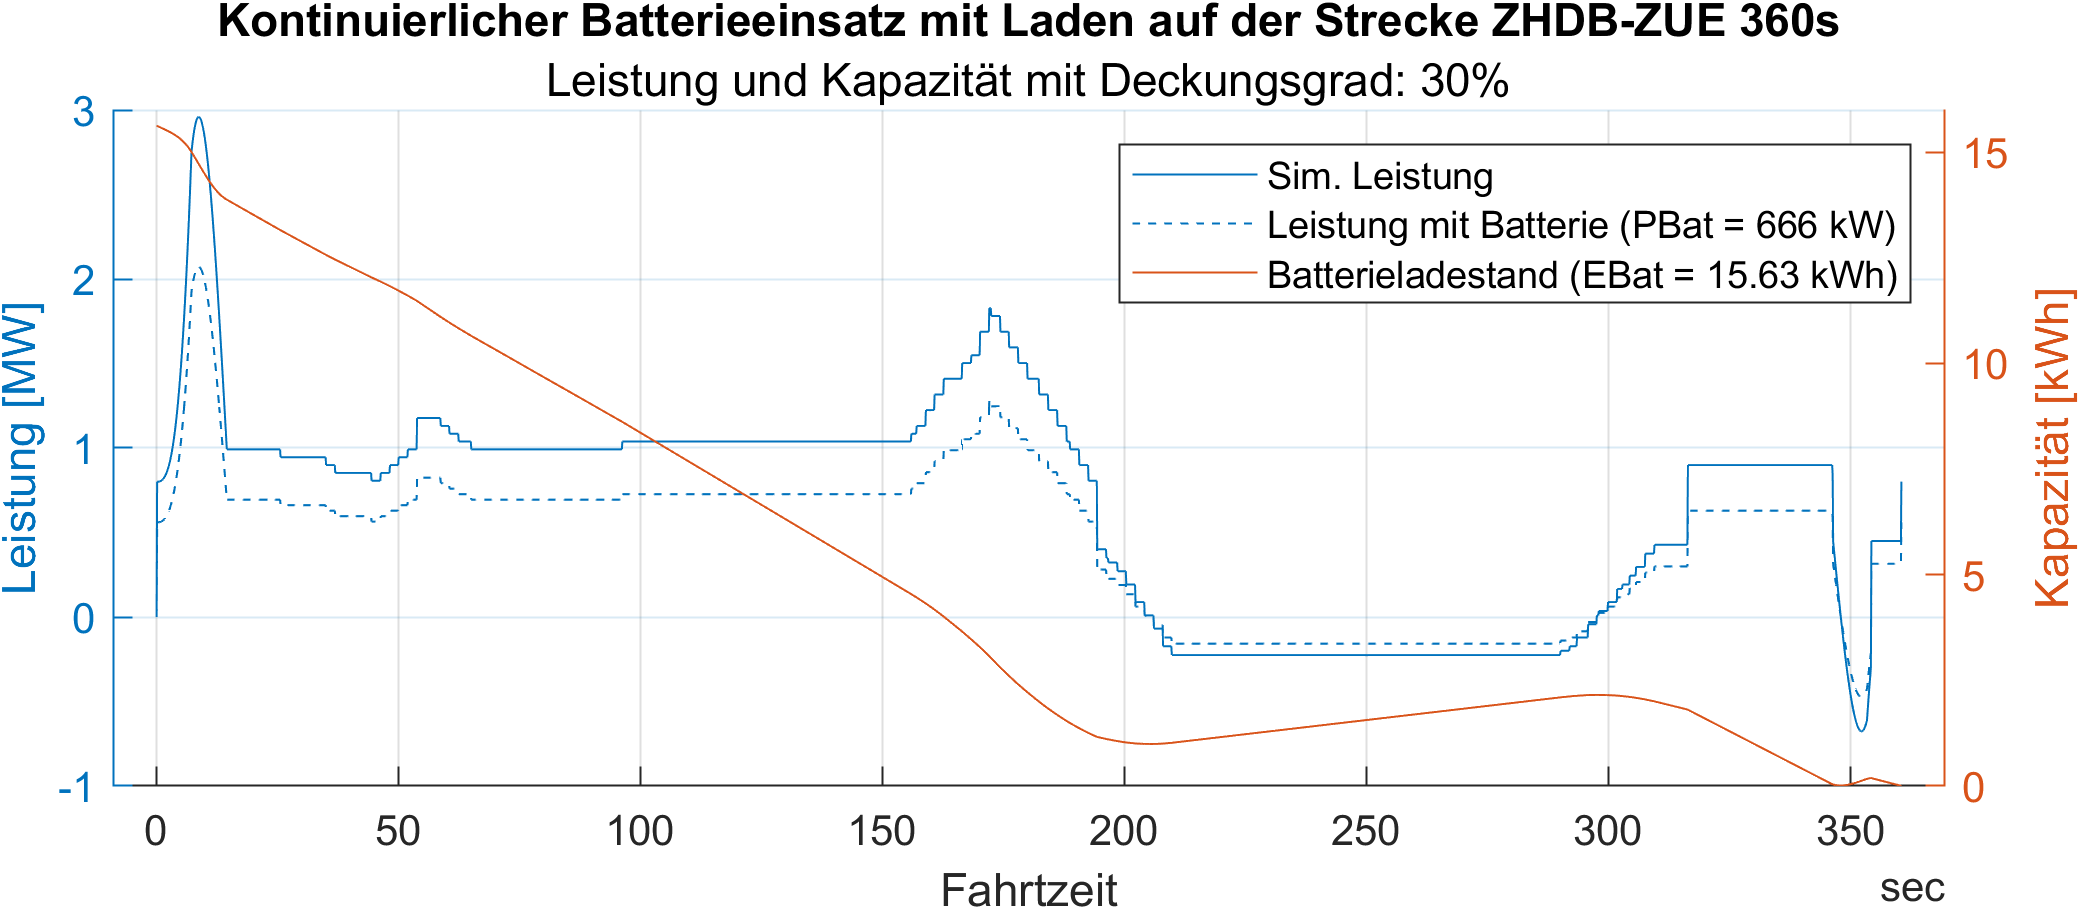 Kontinuierlicher Batterieeinsatz mit Laden auf der Strecke ZHDB-ZUE 360s
Leistung und Kapazität mit Deckungsgrad: 30%
Leistung [MW]
3
2
1
0
-1
Sim. Leistung
Leistung mit Batterie (PBat = 666 kW)
Batterieladestand (EBat = 15.63 kWh)
15
10
5
0
Kapazität [kWh]
0 50 100 150 200 250 300 350
Fahrtzeit
sec